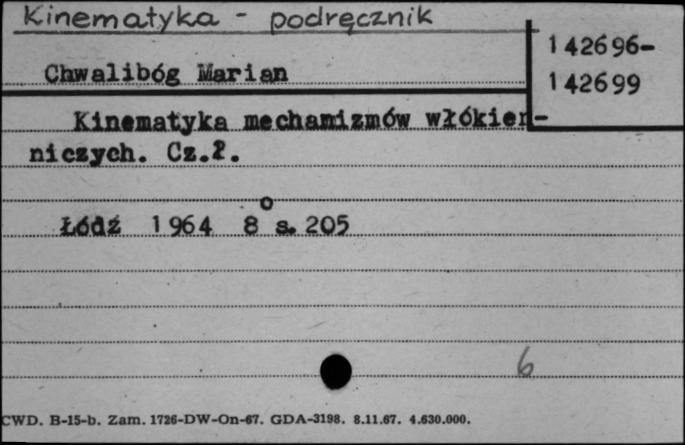 Kinematyka - podręcznik
142696-
142699
Chwalibóg Marian
Kinematyka mechanizmów włókien-
niczych. Cz.2.
Łódź 1964 8° s. 205
6
CWD. B-15-b. Zam. 1726-DW-On-67. GDA-3198. 8.11.67. 4.630.000.